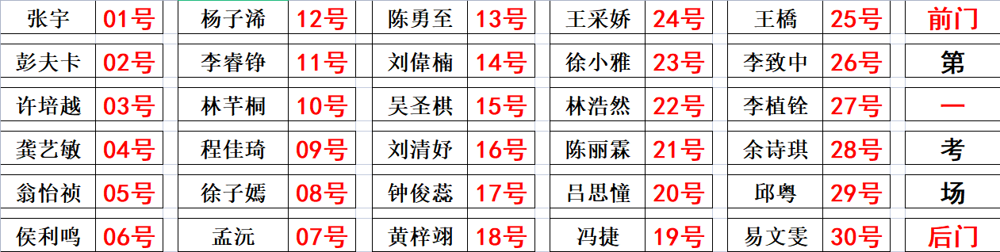 张宇 01号 杨子浠 12号 陈勇至 13号 王采娇 24号 王橋 25号 前门
彭夫卡 02号 李睿铮 11号 刘偉楠 14号 徐小雅 23号 李致中 26号 第
许培越 03号 林芊桐 10号 吴圣棋 15号 林浩然 22号 李植铨 27号 一
龚艺敏 04号 程佳琦 09号 刘清妤 16号 陈丽霖 21号 余诗琪 28号 考
翁怡祯 05号 徐子嫣 08号 钟俊蕊 17号 吕思憧 20号 邱粤 29号 场
侯利鸣 06号 孟沅 07号 黄梓翊 18号 冯捷 19号 易文雯 30号 后门